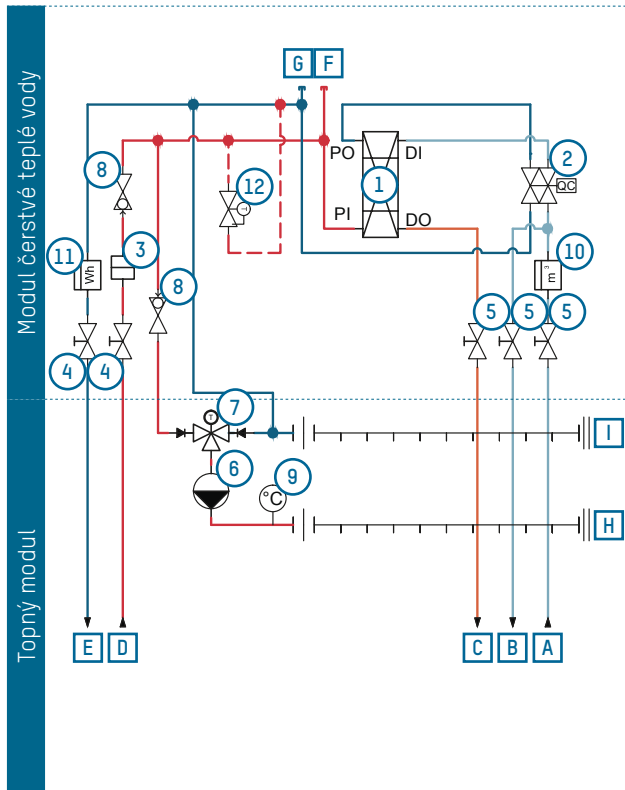 Modul čerstvé teplé vody
Topný modul
G F
PO DI
1
2
QC
8
12
T
PI DO
3
11
Wh
10
m³
8
5 5 5
4 4
7
T
I
6
9
°C
H
E D C B A